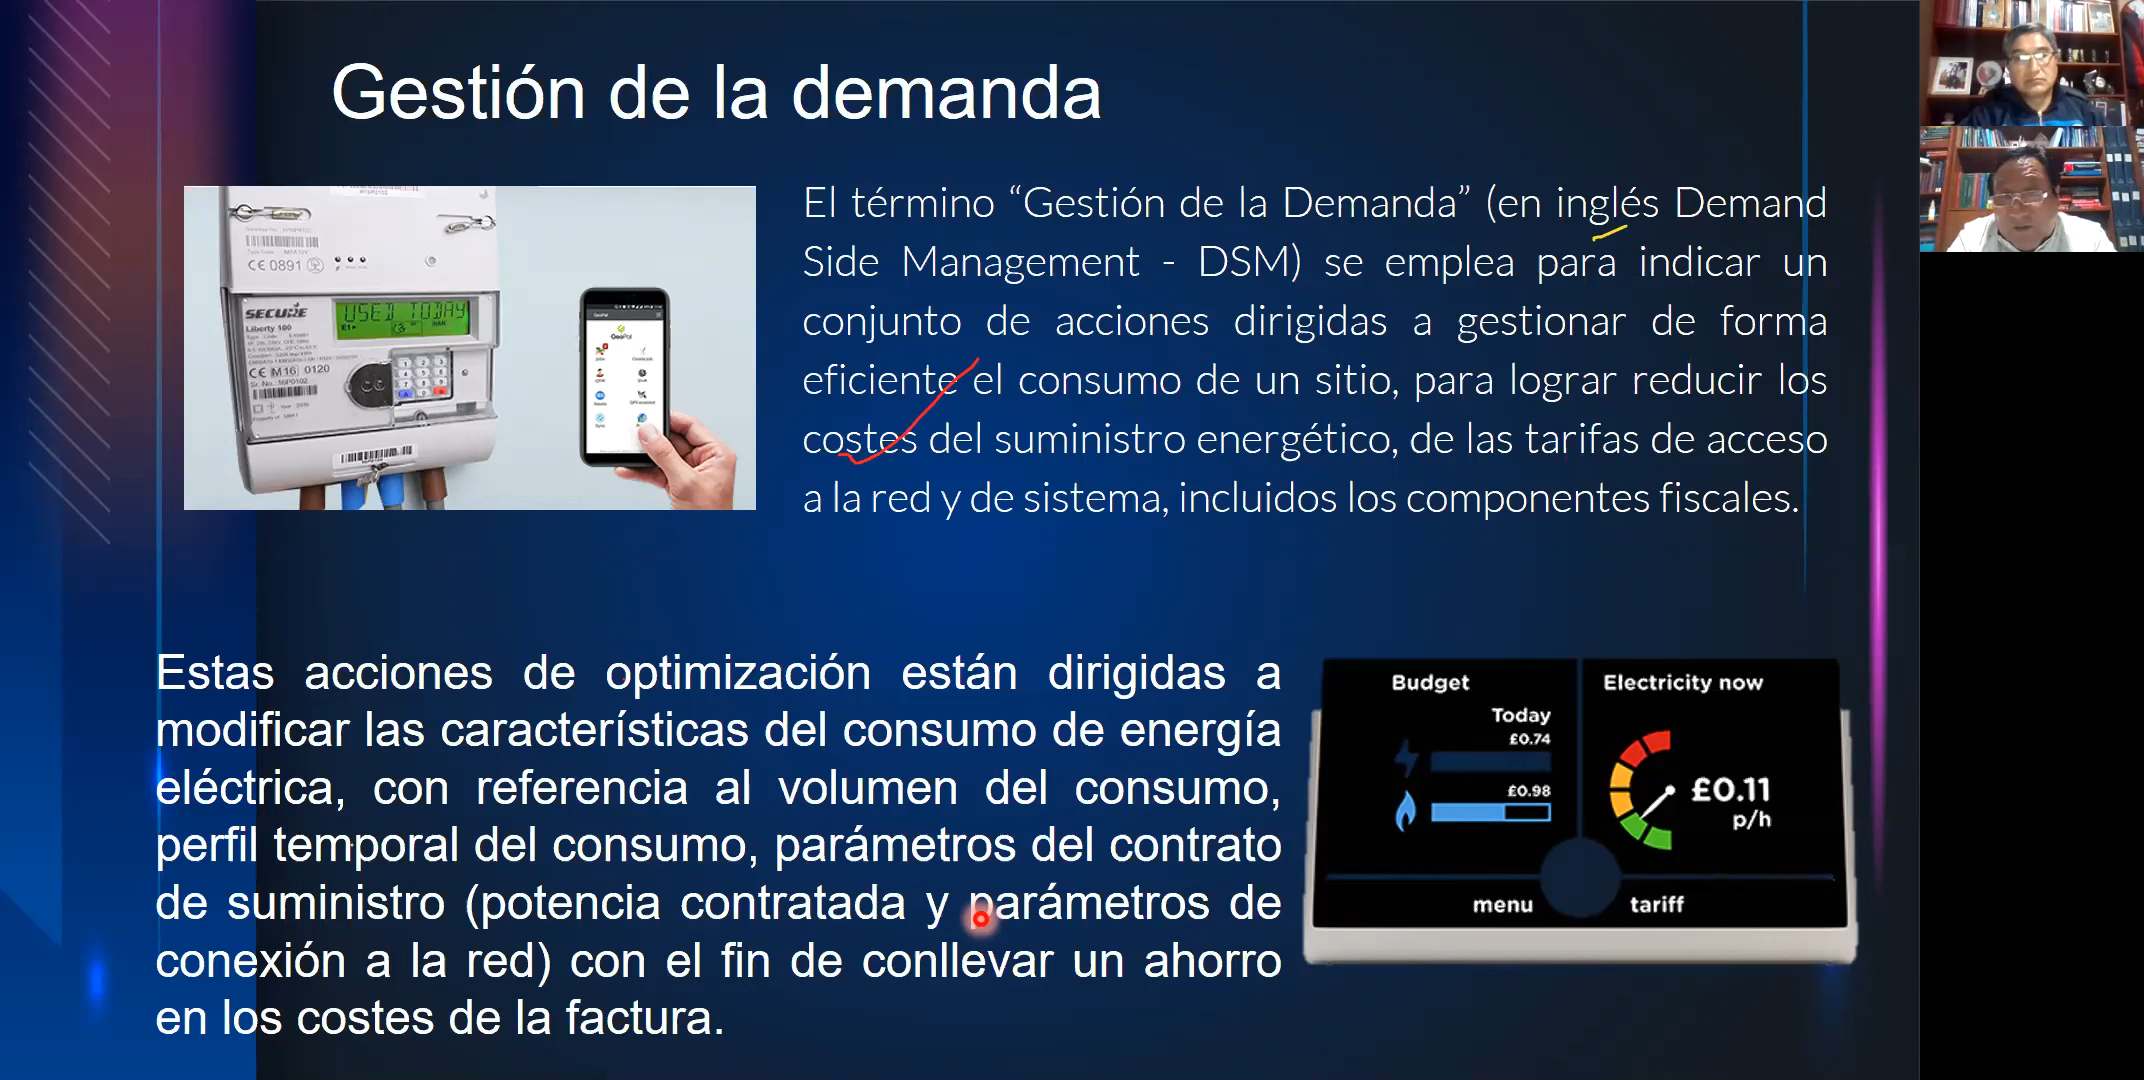 Gestión de la demanda
El término “Gestión de la Demanda” (en inglés Demand
Side Management - DSM) se emplea para indicar un
conjunto de acciones dirigidas a gestionar de forma
eficiente el consumo de un sitio, para lograr reducir los
costes del suministro energético, de las tarifas de acceso
a la red y de sistema, incluidos los componentes fiscales.
CE 0891
SECURE
Liberty 100
USED TODAY
CE M16 0120
GeoPal
Estas acciones de optimización están dirigidas a
modificar las características del consumo de energía
eléctrica, con referencia al volumen del consumo,
perfil temporal del consumo, parámetros del contrato
de suministro (potencia contratada y parámetros de
conexión a la red) con el fin de conllevar un ahorro
en los costes de la factura.
Budget
Today
£0.74
£0.98
Electricity now
£0.11
p/h
menu
tariff